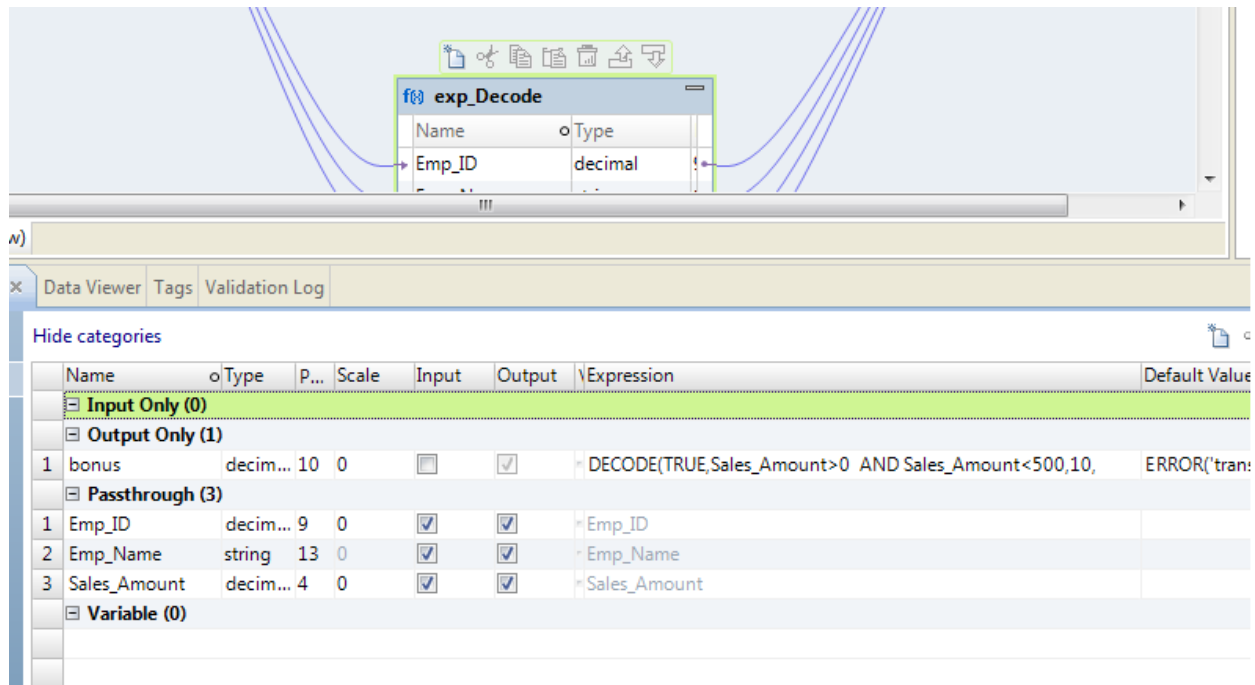 exp_Decode
Name Type
Emp_ID decimal 9
w)
Data Viewer Tags Validation Log
Hide categories
Name Type P... Scale Input Output Expression Default Value
Input Only (0)
Output Only (1)
1 bonus decim... 10 0 DECODE(TRUE,Sales_Amount>0 AND Sales_Amount<500,10, ERROR('trans
Passthrough (3)
1 Emp_ID decim... 9 0 Emp_ID
2 Emp_Name string 13 0 Emp_Name
3 Sales_Amount decim... 4 0 Sales_Amount
Variable (0)